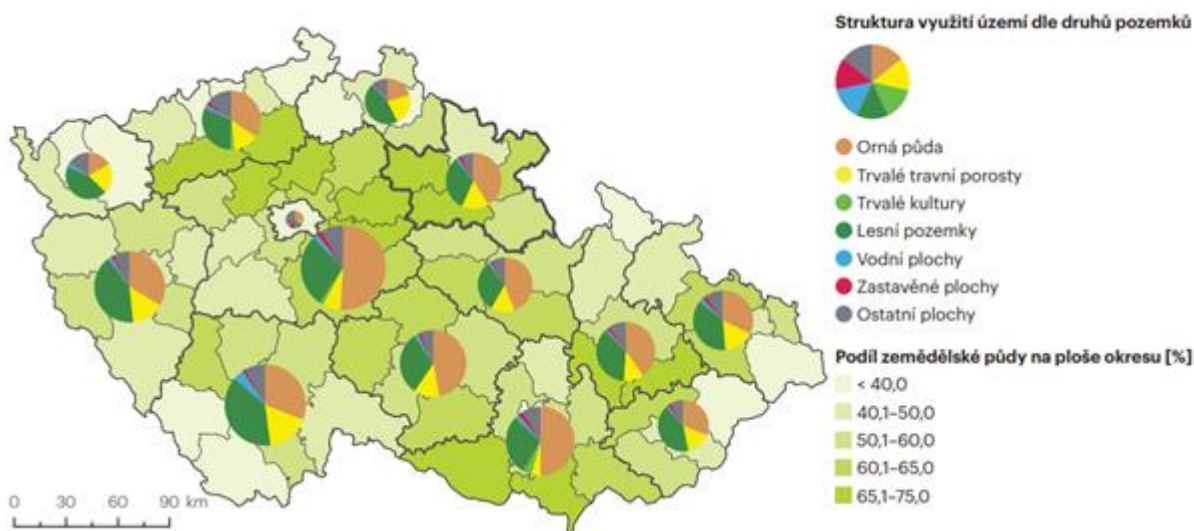 Struktura využití území dle druhů pozemků
Orná půda
Trvalé travní porosty
Trvalé kultury
Lesní pozemky
Vodní plochy
Zastavěné plochy
Ostatní plochy
Podíl zemědělské půdy na ploše okresu [%]
< 40,0
40,1–50,0
50,1–60,0
60,1–65,0
65,1–75,0
0 30 60 90 km